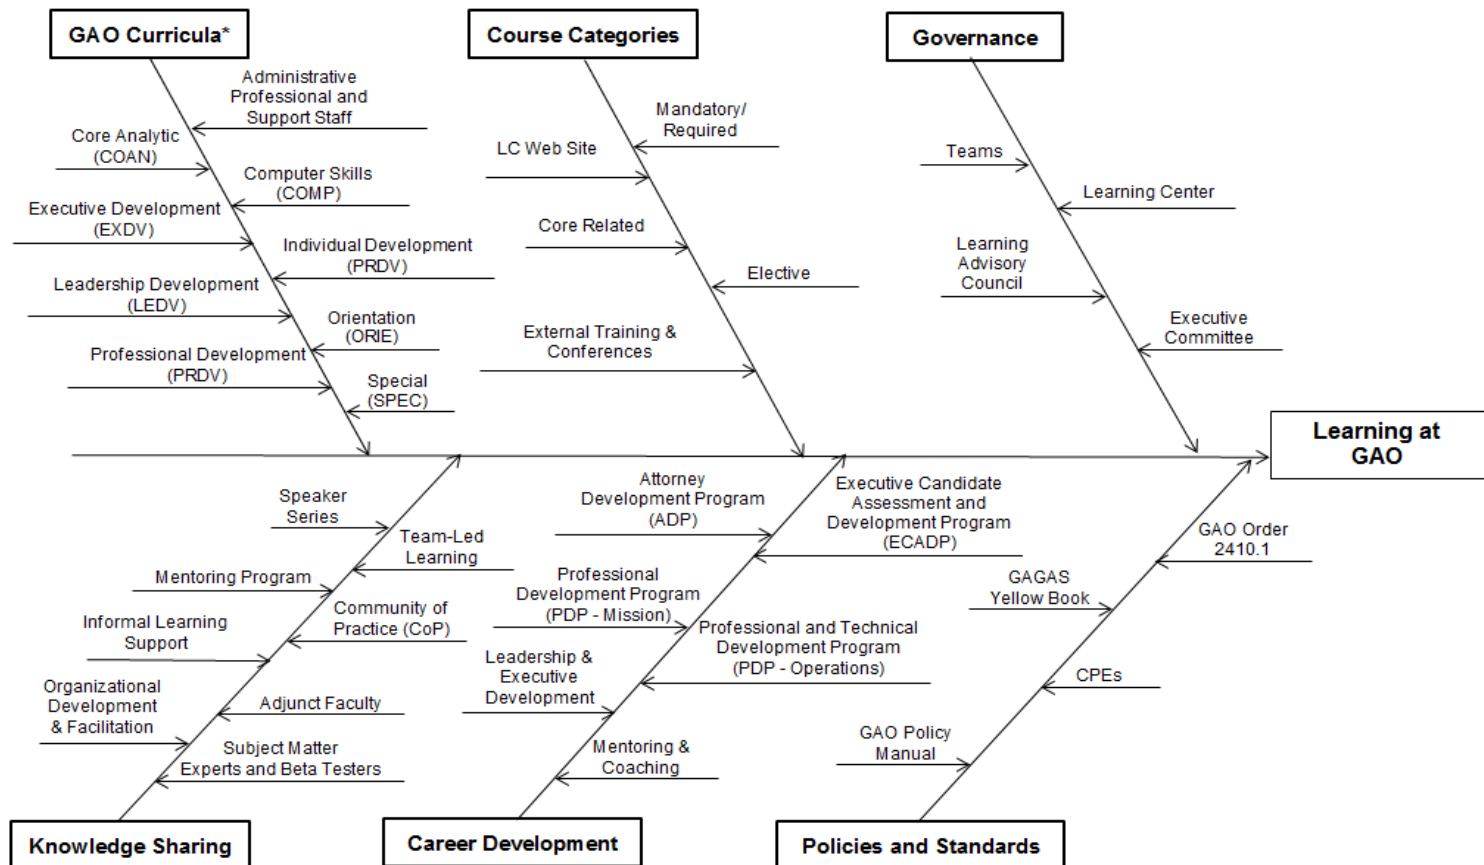 GAO Curricula*
Administrative
Professional and
Support Staff
Core Analytic
(COAN)
Computer Skills
(COMP)
Executive Development
(EXDV)
Individual Development
(PRDV)
Leadership Development
(LEDV)
Orientation
(ORIE)
Professional Development
(PRDV)
Special
(SPEC)
Course Categories
Mandatory/
Required
LC Web Site
Core Related
Elective
External Training &
Conferences
Governance
Teams
Learning Center
Learning
Advisory
Council
Executive
Committee
Learning at
GAO
Speaker
Series
Team-Led
Learning
Mentoring Program
Community of
Practice (CoP)
Informal Learning
Support
Organizational
Development
& Facilitation
Adjunct Faculty
Subject Matter
Experts and Beta Testers
Knowledge Sharing
Attorney
Development Program
(ADP)
Executive Candidate
Assessment and
Development Program
(ECADP)
Professional
Development Program
(PDP - Mission)
Professional and Technical
Development Program
(PDP - Operations)
Leadership &
Executive
Development
Mentoring &
Coaching
Career Development
GAO Order
2410.1
GAGAS
Yellow Book
CPEs
GAO Policy
Manual
Policies and Standards